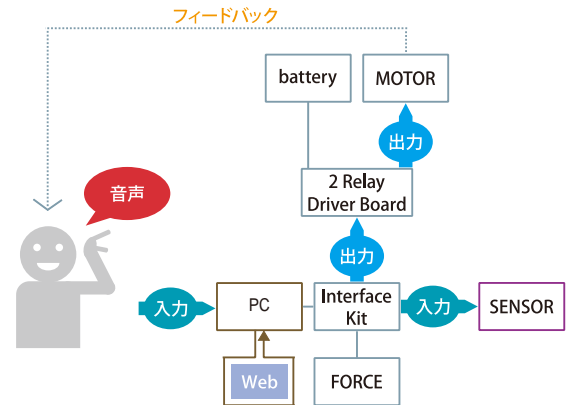 フィードバック
battery
MOTOR
出力
音声
2 Relay
Driver Board
出力
入力
PC
Interface
Kit
入力
SENSOR
Web
FORCE